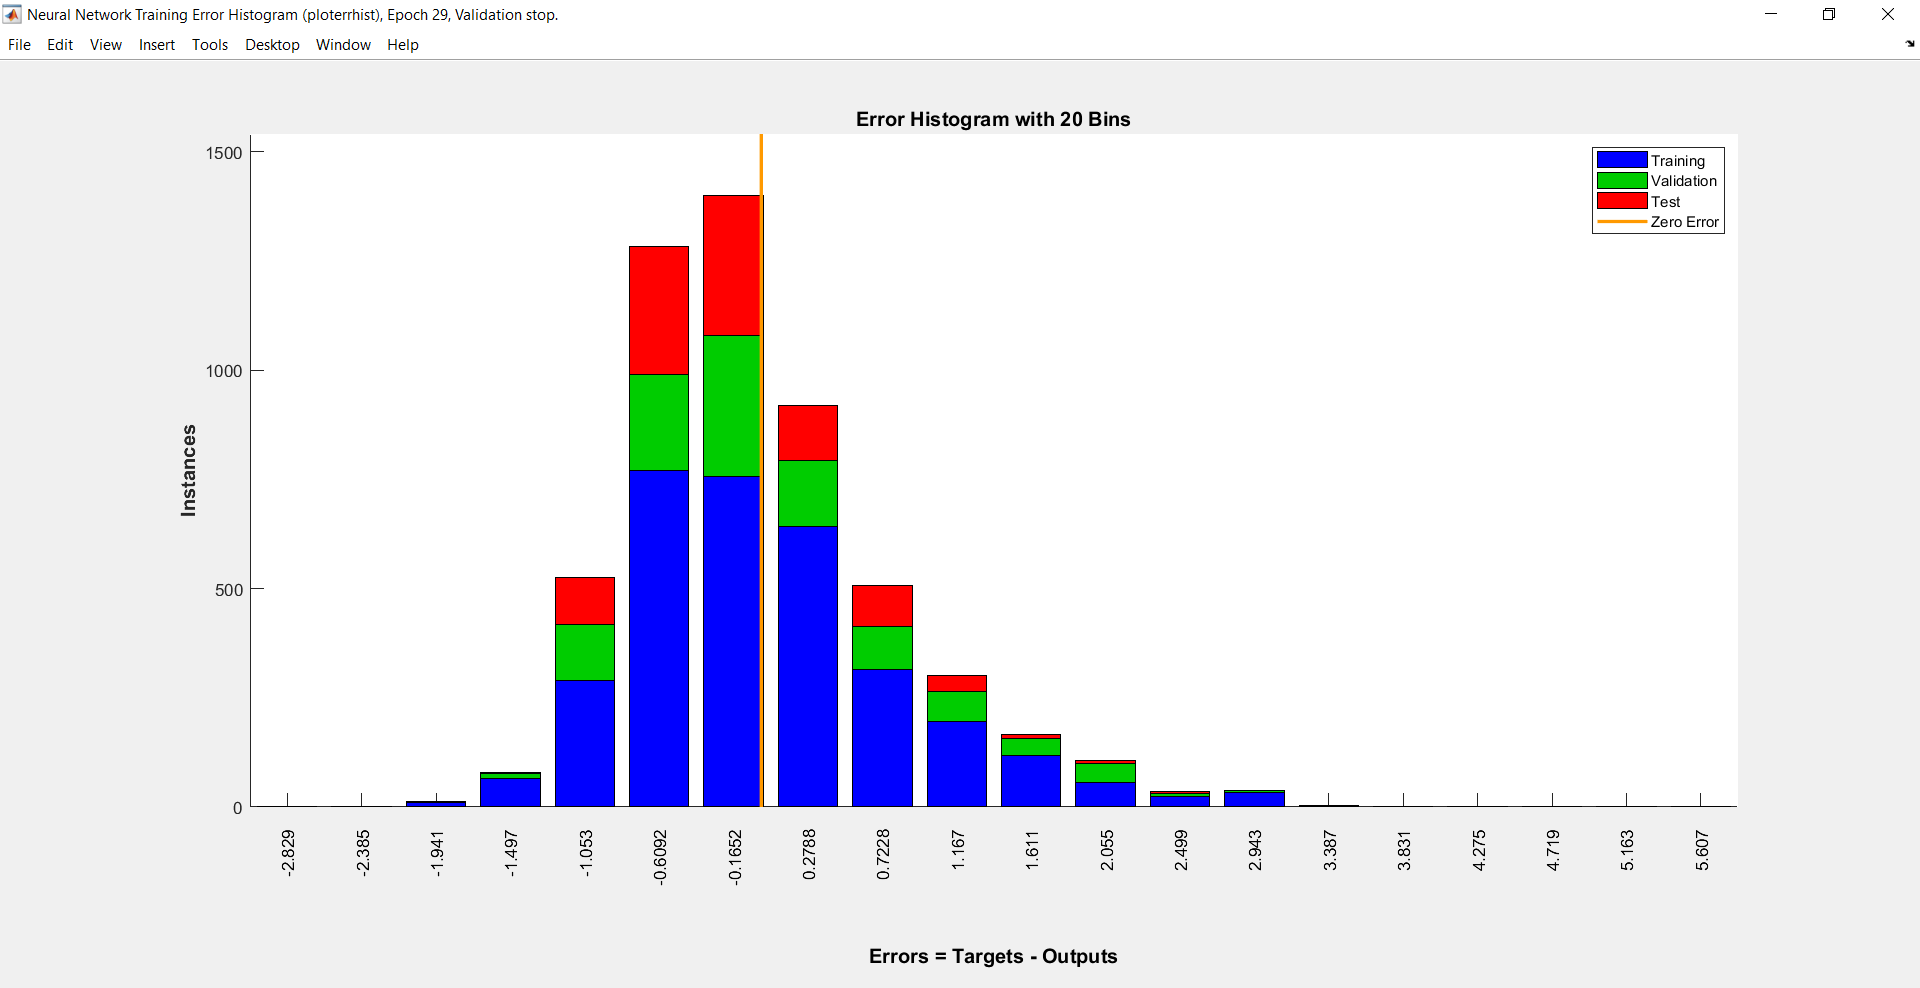 Neural Network Training Error Histogram (ploterrhist), Epoch 29, Validation stop.
File Edit View Insert Tools Desktop Window Help
Error Histogram with 20 Bins
1500
1000
500
0
Instances
Training
Validation
Test
Zero Error
-2.829 -2.385 -1.941 -1.497 -1.053 -0.6092 -0.1652 0.2788 0.7228 1.167 1.611 2.055 2.499 2.943 3.387 3.831 4.275 4.719 5.163 5.607
Errors = Targets - Outputs